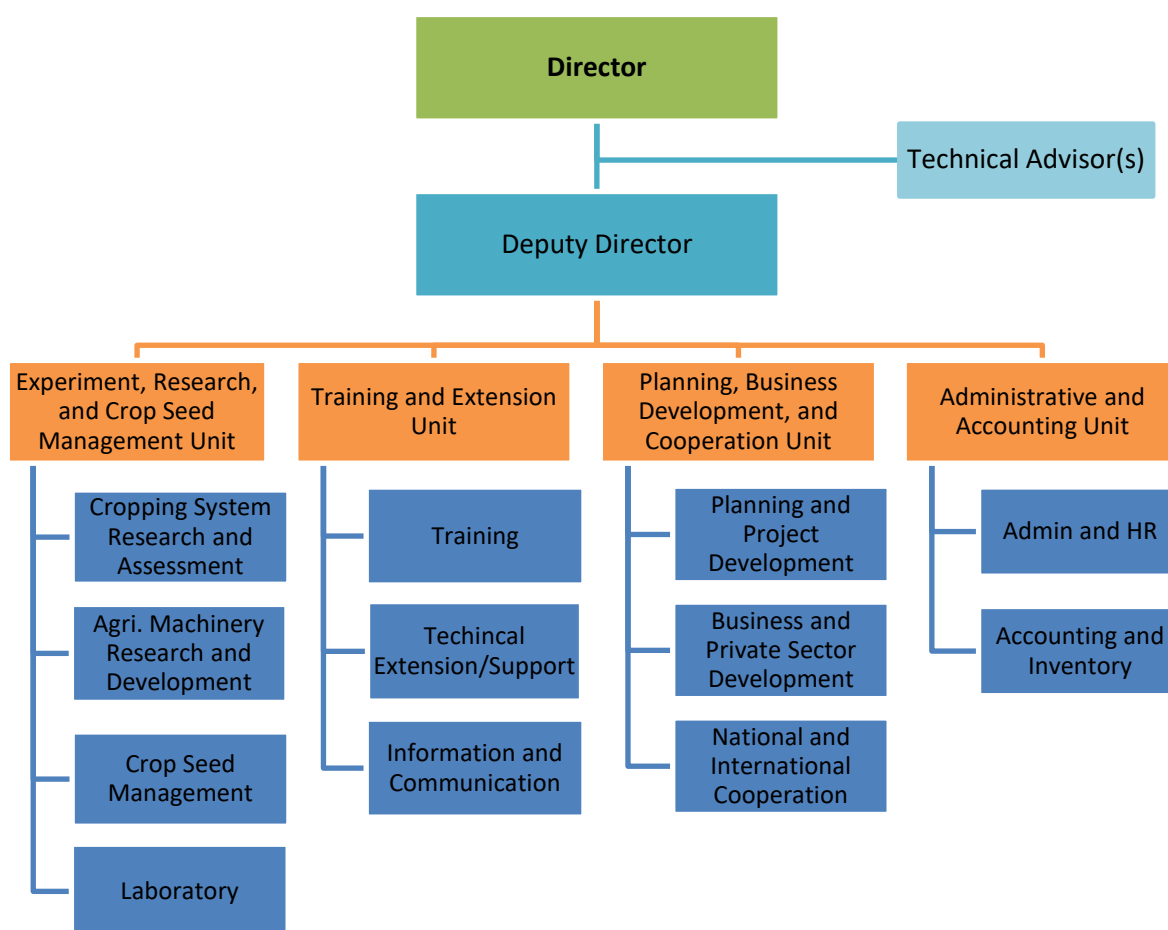 Director
Technical Advisor(s)
Deputy Director
Experiment, Research,
and Crop Seed
Management Unit
Training and Extension
Unit
Planning, Business
Development, and
Cooperation Unit
Administrative and
Accounting Unit
Cropping System
Research and
Assessment
Agri. Machinery
Research and
Development
Crop Seed
Management
Laboratory
Training
Techincal
Extension/Support
Information and
Communication
Planning and
Project
Development
Business and
Private Sector
Development
National and
International
Cooperation
Admin and HR
Accounting and
Inventory